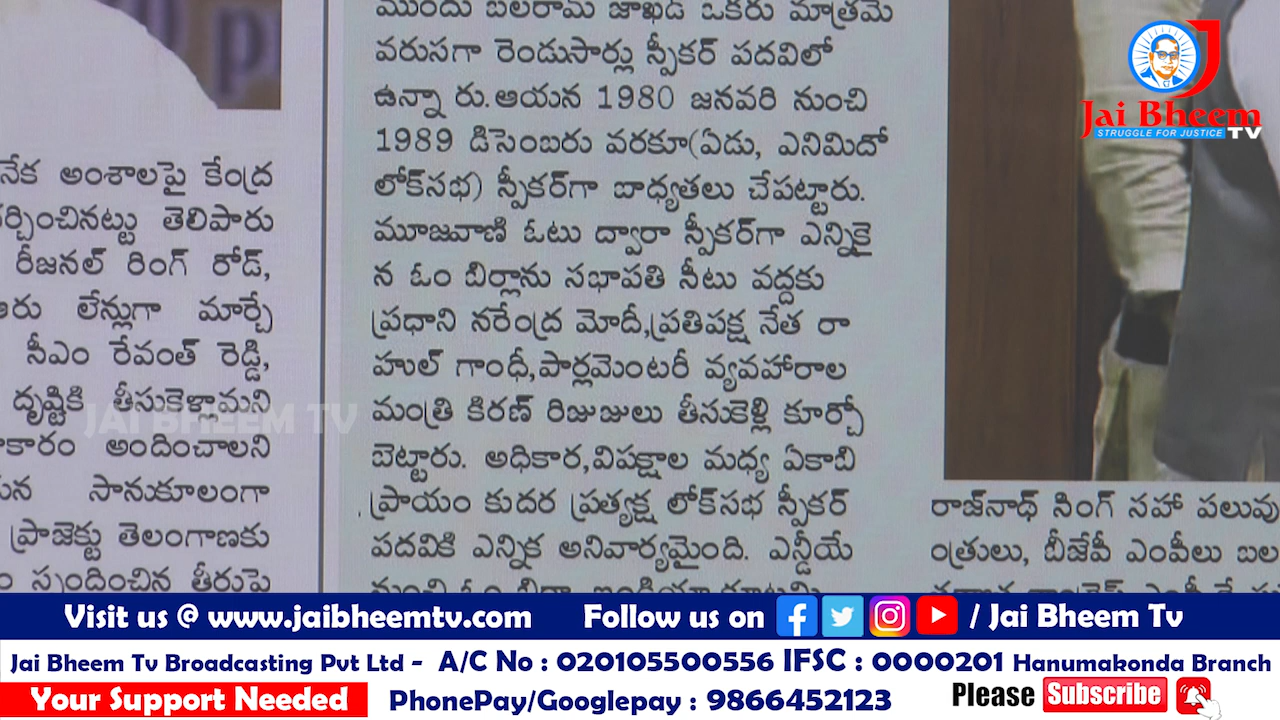 నేక అంశాలపై కేంద్ర
ర్చించినట్టు తెలిపారు
రీజనల్ రింగ్ రోడ్,
ఆరు లేన్లుగా మార్చే
సీఎం రేవంత్ రెడ్డి,
దృష్టికి తీసుకెళ్లామని
కారం అందించాలని
సానుకూలంగా
ప్రాజెక్టు తెలంగాణకు
స్పందించిన తీరుపై
ముందు బలరామ్ జాఖడ్ ఒకరు మాత్రమే
వరుసగా రెండుసార్లు స్పీకర్ పదవిలో
ఉన్నా రు.ఆయన 1980 జనవరి నుంచి
1989 డిసెంబరు వరకూ(ఏడు, ఎనిమిదో
లోక్‌సభ) స్పీకర్‌గా బాధ్యతలు చేపట్టారు.
మూజవాణి ఓటు ద్వారా స్పీకర్‌గా ఎన్నికై
న ఓం బిర్లాను సభాపతి సీటు వద్దకు
ప్రధాని నరేంద్ర మోదీ,ప్రతిపక్ష నేత రా
హుల్ గాంధీ,పార్లమెంటరీ వ్యవహారాల
మంత్రి కిరణ్ రిజుజులు తీసుకెళ్లి కూర్చో
బెట్టారు. అధికార,విపక్షాల మధ్య ఏకాబి
ప్రాయం కుదర ప్రత్యక్ష లోక్‌సభ స్పీకర్
పదవికి ఎన్నిక అనివార్యమైంది. ఎన్డీయే
రాజ్‌నాథ్ సింగ్ సహా పలువు
ంత్రులు, బీజేపీ ఎంపీలు బల
Jai Bheem
STRUGGLE FOR JUSTICE TV
JAI BHEEM TV
Visit us @ www.jaibheemtv.com Follow us on / Jai Bheem Tv
Jai Bheem Tv Broadcasting Pvt Ltd - A/C No : 020105500556 IFSC : 0000201 Hanumakonda Branch
Your Support Needed PhonePay/Googlepay : 9866452123 Please Subscribe